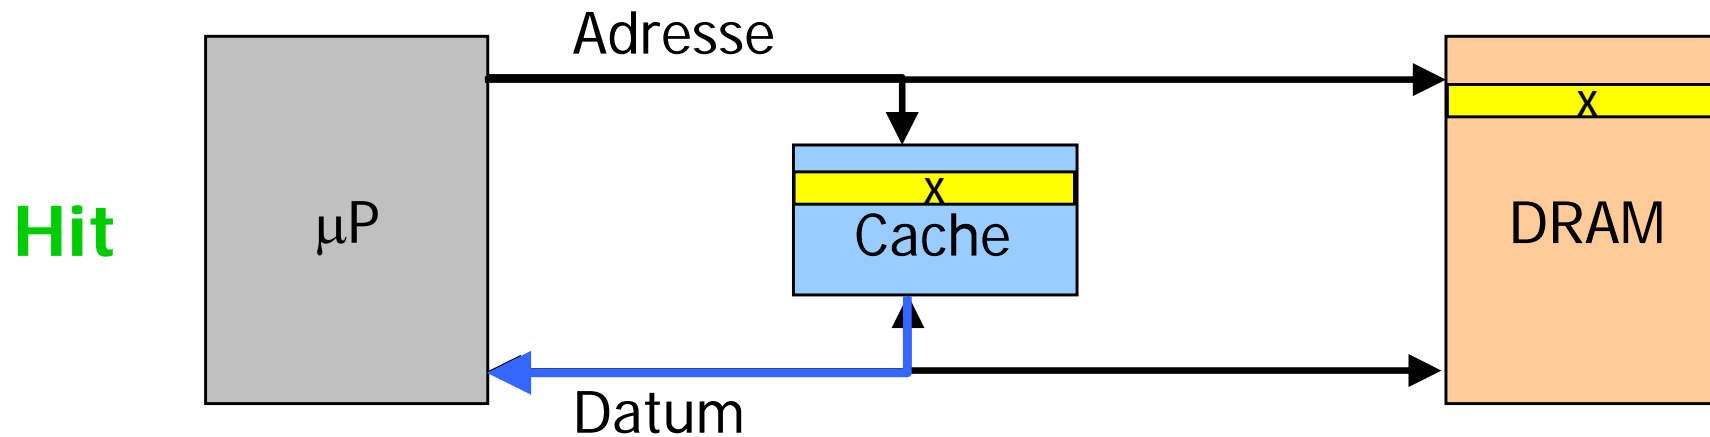 Adresse
x
x
Hit
μP
Cache
DRAM
Datum